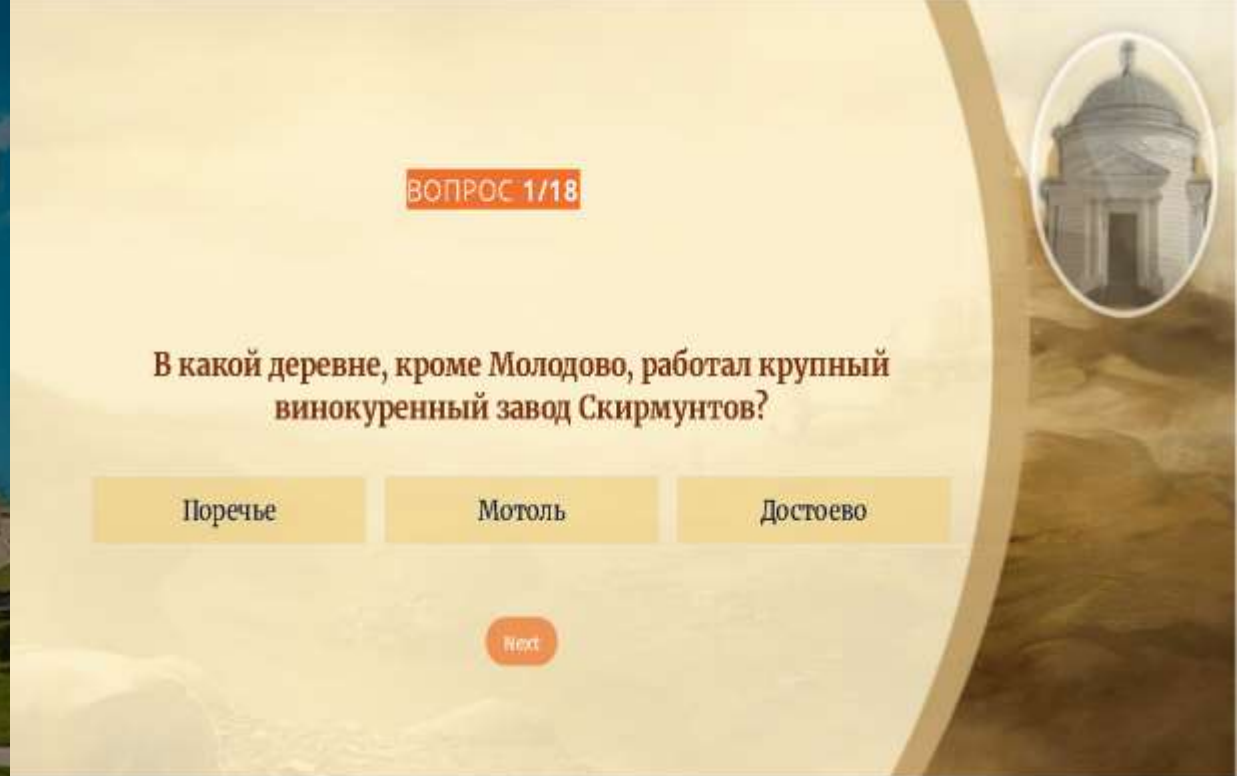 ВОПРОС 1/18
В какой деревне, кроме Молодово, работал крупный
винокуренный завод Скирмунтов?
Поречье
Мотоль
Достоево
Next